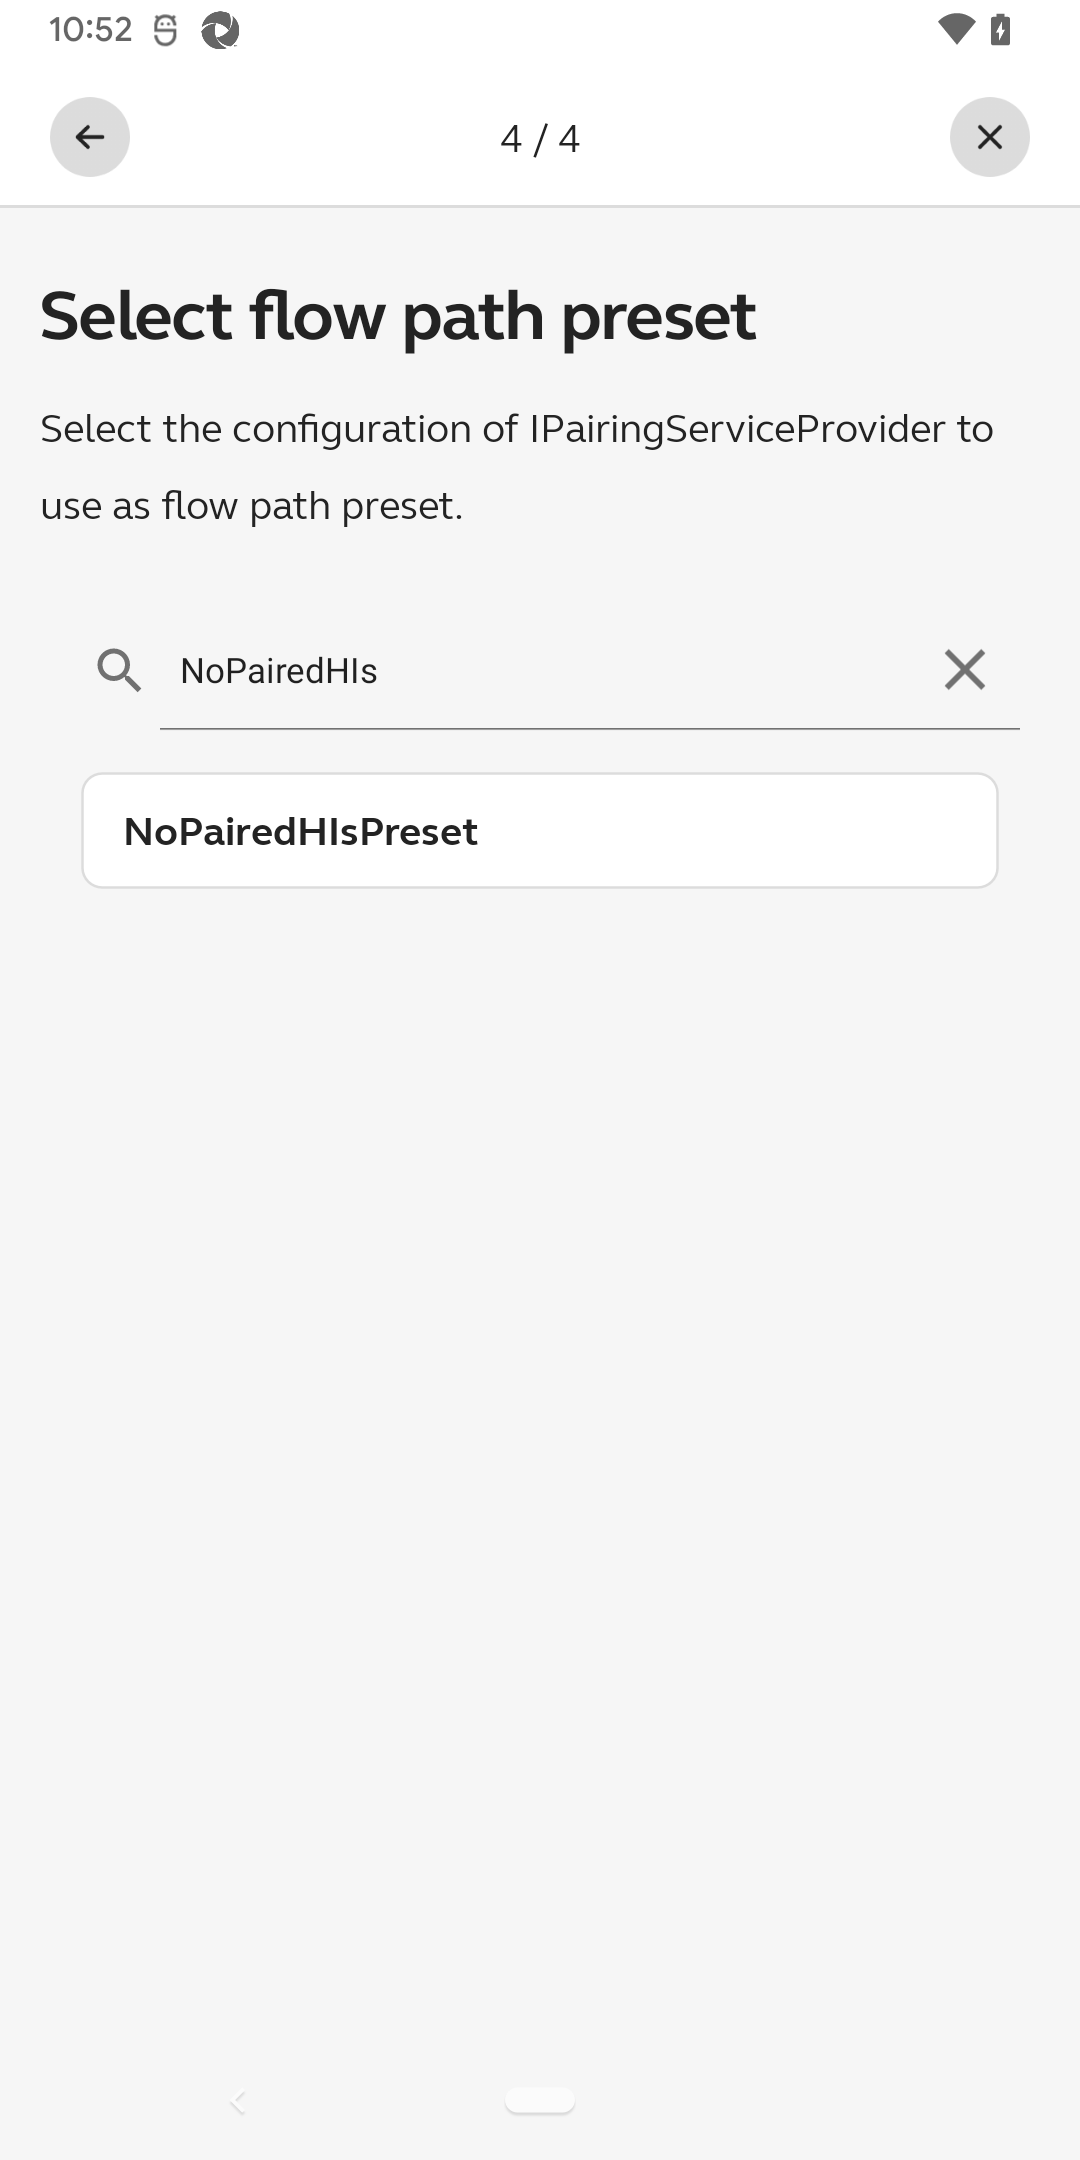 10:52
4 / 4
Select flow path preset
Select the configuration of IPairingServiceProvider to
use as flow path preset.
NoPairedHIs
NoPairedHIsPreset